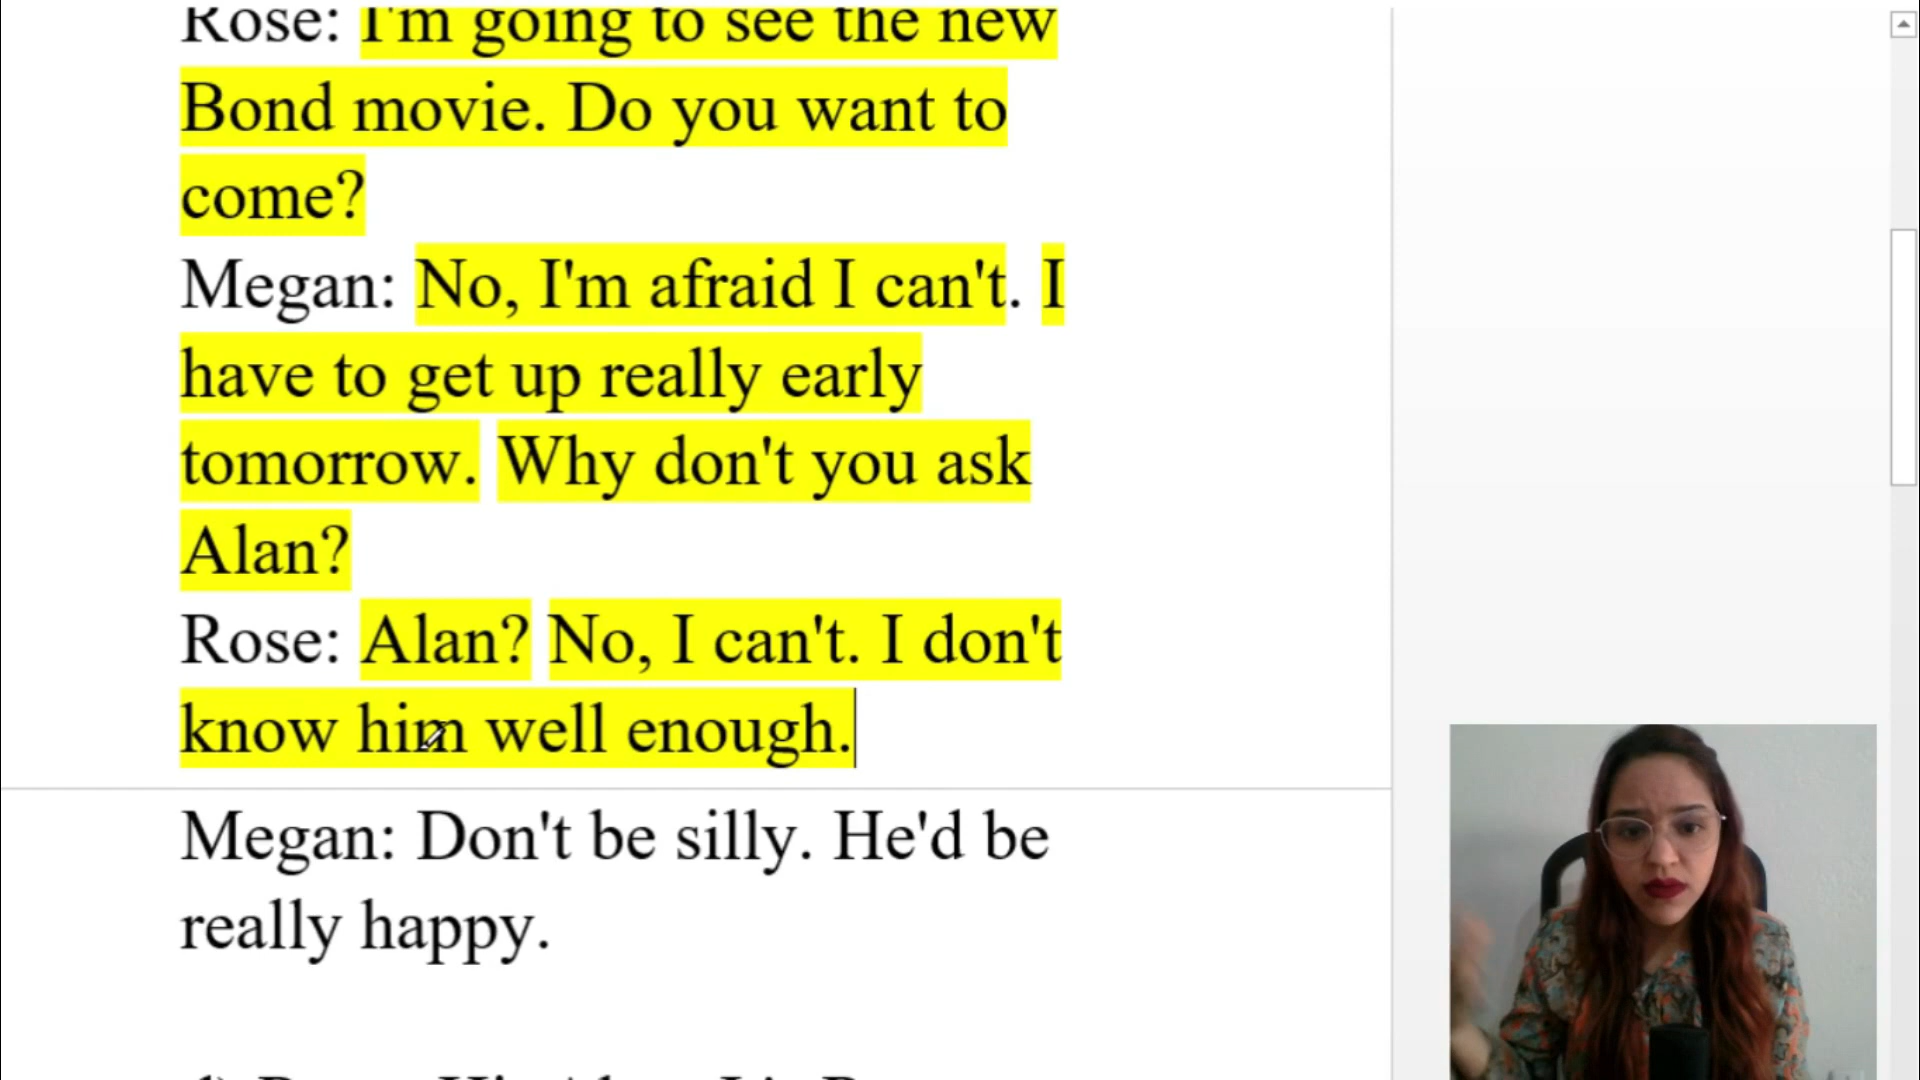 Rose: I'm going to see the new
Bond movie. Do you want to
come?
Megan: No, I'm afraid I can't. I
have to get up really early
tomorrow. Why don't you ask
Alan?
Rose: Alan? No, I can't. I don't
know him well enough.
Megan: Don't be silly. He'd be
really happy.